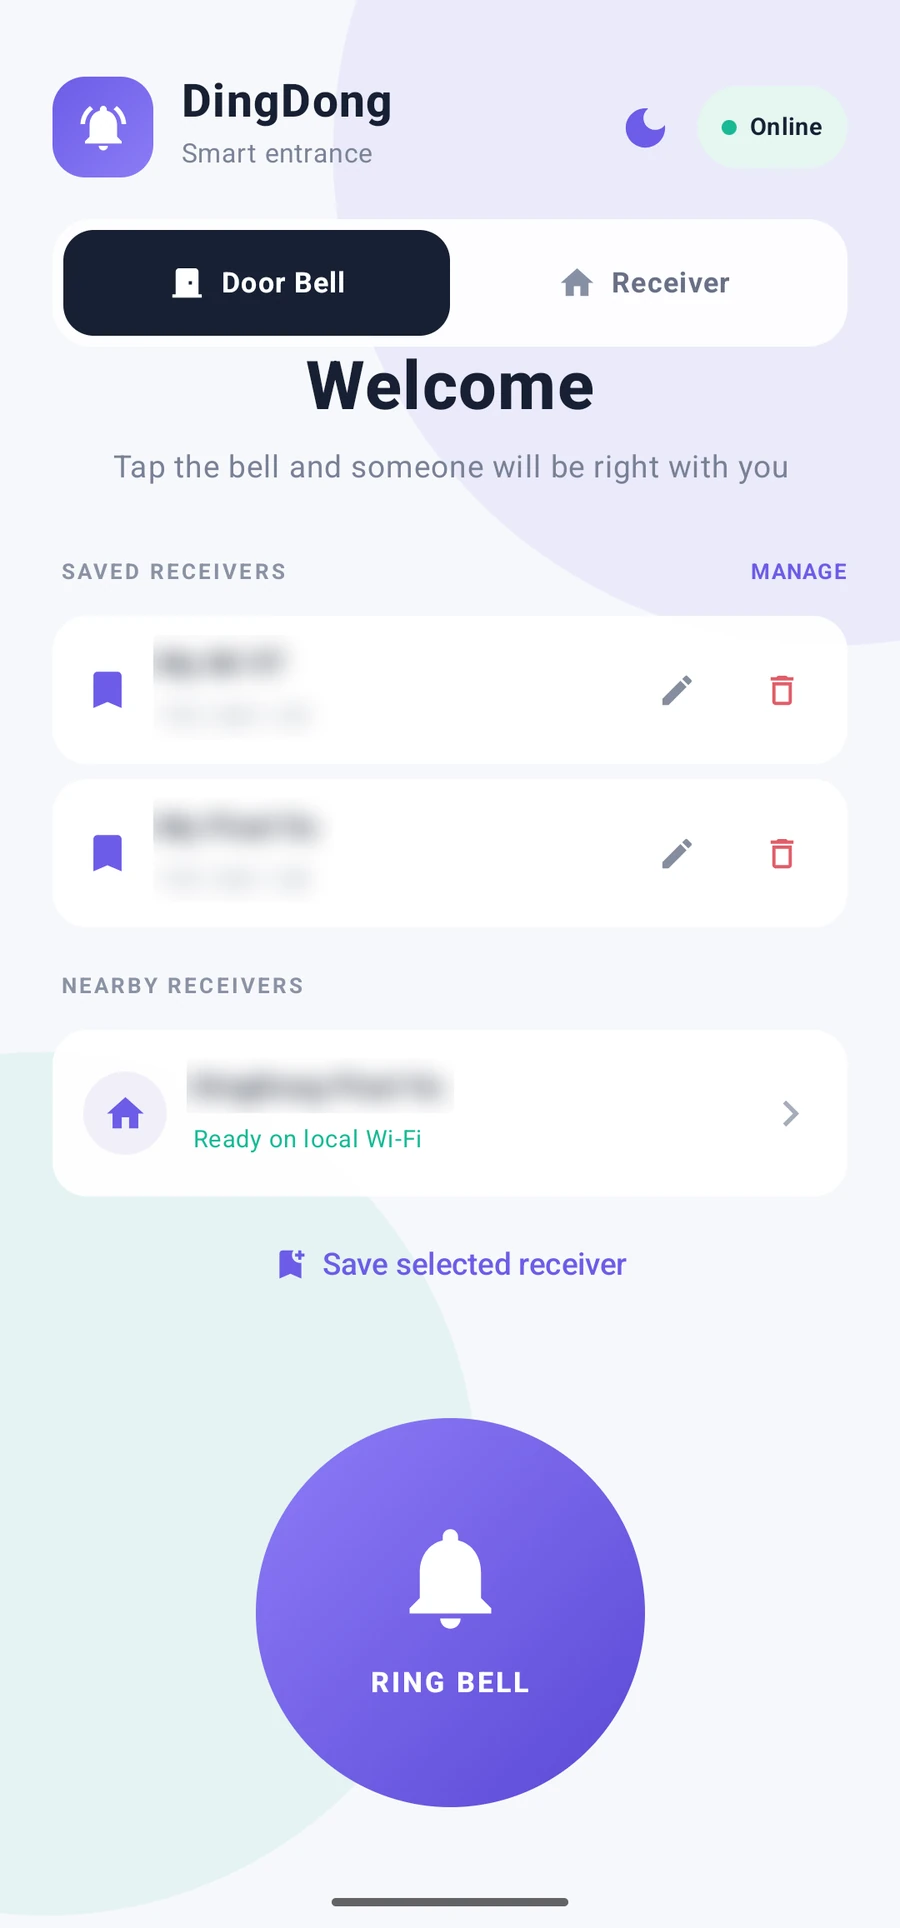 DingDong
Smart entrance
Online
Door Bell
Receiver
Welcome
Tap the bell and someone will be right with you
SAVED RECEIVERS
MANAGE
NEARBY RECEIVERS
Ready on local Wi-Fi
Save selected receiver
RING BELL